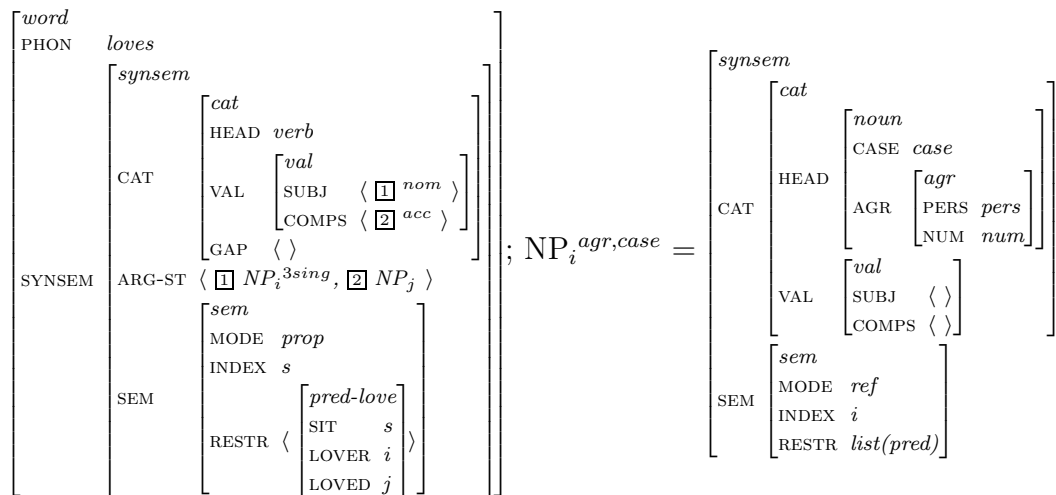 word
PHON loves
synsem
cat
HEAD verb
val
SUBJ ⟨ 1 nom ⟩
COMPS ⟨ 2 acc ⟩
VAL
GAP ⟨ ⟩
CAT
ARG-ST ⟨ 1 NP_i^3sing, 2 NP_j ⟩
sem
MODE prop
INDEX s
pred-love
SIT s
LOVER i
LOVED j
RESTR ⟨ ⟩
SEM
SYNSEM
; NP_i^agr,case =
synsem
cat
noun
CASE case
agr
PERS pers
NUM num
AGR
HEAD
val
SUBJ ⟨ ⟩
COMPS ⟨ ⟩
VAL
CAT
sem
MODE ref
INDEX i
RESTR list(pred)
SEM